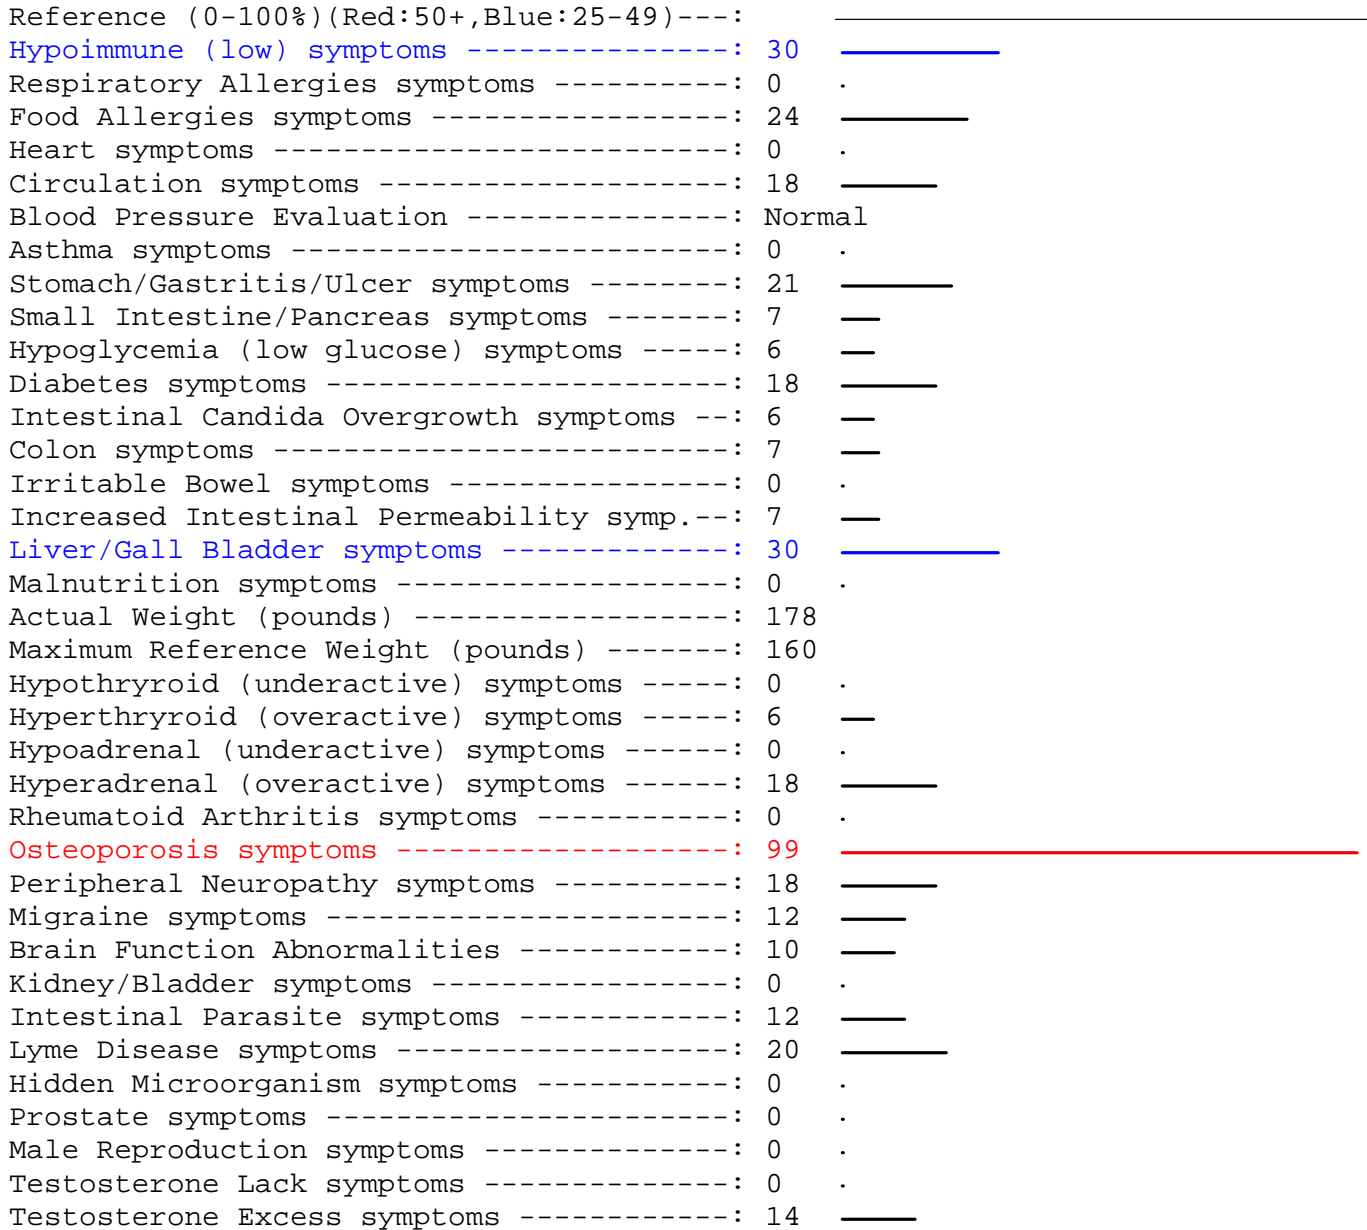 Reference (0-100%)(Red:50+,Blue:25-49)---:
Hypoimmune (low) symptoms ---------------: 30
Respiratory Allergies symptoms ----------: 0
Food Allergies symptoms -----------------: 24
Heart symptoms --------------------------: 0
Circulation symptoms --------------------: 18
Blood Pressure Evaluation ---------------: Normal
Asthma symptoms -------------------------: 0
Stomach/Gastritis/Ulcer symptoms --------: 21
Small Intestine/Pancreas symptoms -------: 7
Hypoglycemia (low glucose) symptoms -----: 6
Diabetes symptoms -----------------------: 18
Intestinal Candida Overgrowth symptoms --: 6
Colon symptoms --------------------------: 7
Irritable Bowel symptoms ----------------: 0
Increased Intestinal Permeability symp.--: 7
Liver/Gall Bladder symptoms -------------: 30
Malnutrition symptoms -------------------: 0
Actual Weight (pounds) ------------------: 178
Maximum Reference Weight (pounds) -------: 160
Hypothryroid (underactive) symptoms -----: 0
Hyperthryroid (overactive) symptoms -----: 6
Hypoadrenal (underactive) symptoms ------: 0
Hyperadrenal (overactive) symptoms ------: 18
Rheumatoid Arthritis symptoms -----------: 0
Osteoporosis symptoms -------------------: 99
Peripheral Neuropathy symptoms ----------: 18
Migraine symptoms -----------------------: 12
Brain Function Abnormalities ------------: 10
Kidney/Bladder symptoms -----------------: 0
Intestinal Parasite symptoms ------------: 12
Lyme Disease symptoms -------------------: 20
Hidden Microorganism symptoms -----------: 0
Prostate symptoms -----------------------: 0
Male Reproduction symptoms --------------: 0
Testosterone Lack symptoms --------------: 0
Testosterone Excess symptoms ------------: 14